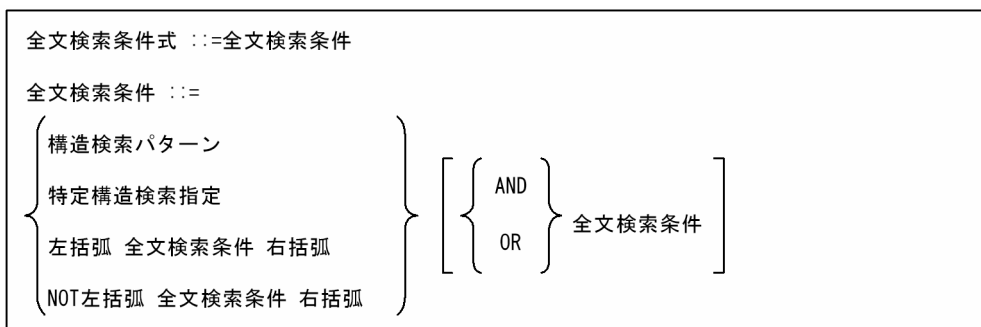 全文検索条件式 ::=全文検索条件
全文検索条件 ::=
構造検索パターン
特定構造検索指定
左括弧 全文検索条件 右括弧
NOT左括弧 全文検索条件 右括弧
AND
OR
全文検索条件